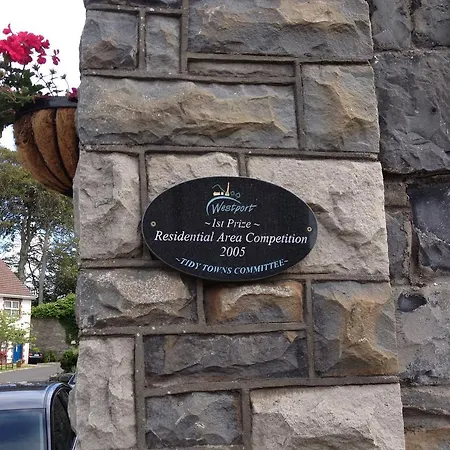 Westport
~ 1st Prize ~
Residential Area Competition
2005
~TIDY TOWNS COMMITTEE~